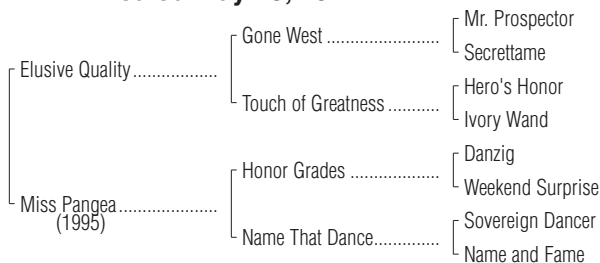 Mr. Prospector
Gone West ........................
Secrettame
Elusive Quality..................
Hero's Honor
Touch of Greatness ...........
Ivory Wand
Danzig
Honor Grades ...................
Weekend Surprise
Miss Pangea.....................
(1995)
Sovereign Dancer
Name That Dance..............
Name and Fame